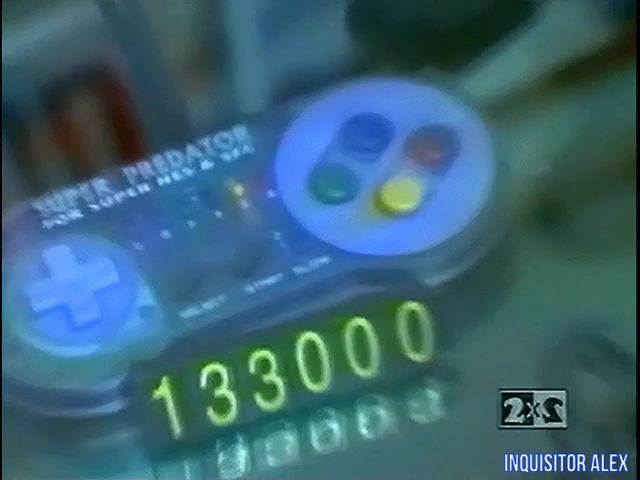 SUPER PREDATOR
FOR SUPER NES & SFC
SELECT START SLOW
133000
2x2
INQUISITOR ALEX